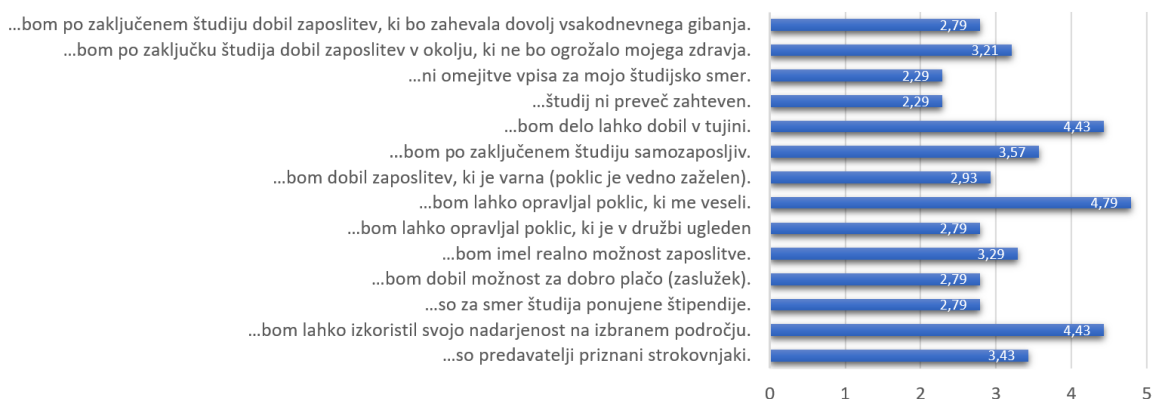 ...bom po zaključenem študiju dobil zaposlitev, ki bo zahevala dovolj vsakodnevnega gibanja.
2,79
...bom po zaključku študija dobil zaposlitev v okolju, ki ne bo ogrožalo mojega zdravja.
3,21
...ni omejitve vpisa za mojo študijsko smer.
2,29
...študij ni preveč zahteven.
2,29
...bom delo lahko dobil v tujini.
4,43
...bom po zaključenem študiju samozaposljiv.
3,57
...bom dobil zaposlitev, ki je varna (poklic je vedno zaželen).
2,93
...bom lahko opravljal poklic, ki me veseli.
4,79
...bom lahko opravljal poklic, ki je v družbi ugleden
2,79
...bom imel realno možnost zaposlitve.
3,29
...bom dobil možnost za dobro plačo (zaslužek).
2,79
...so za smer študija ponujene štipendije.
2,79
...bom lahko izkoristil svojo nadarjenost na izbranem področju.
4,43
...so predavatelji priznani strokovnjaki.
3,43
0 1 2 3 4 5